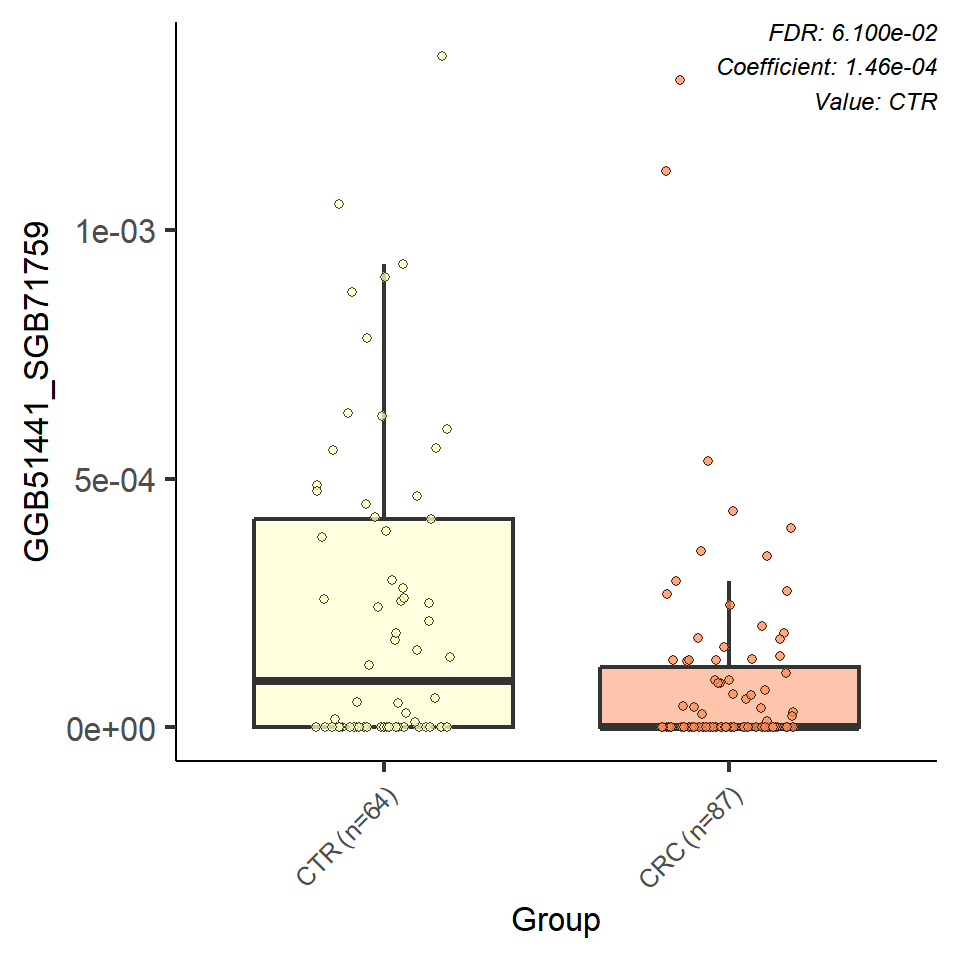 FDR: 6.100e-02
Coefficient: 1.46e-04
Value: CTR
GGB51441_SGB71759
1e-03
5e-04
0e+00
CTR (n=64)
CRC (n=87)
Group